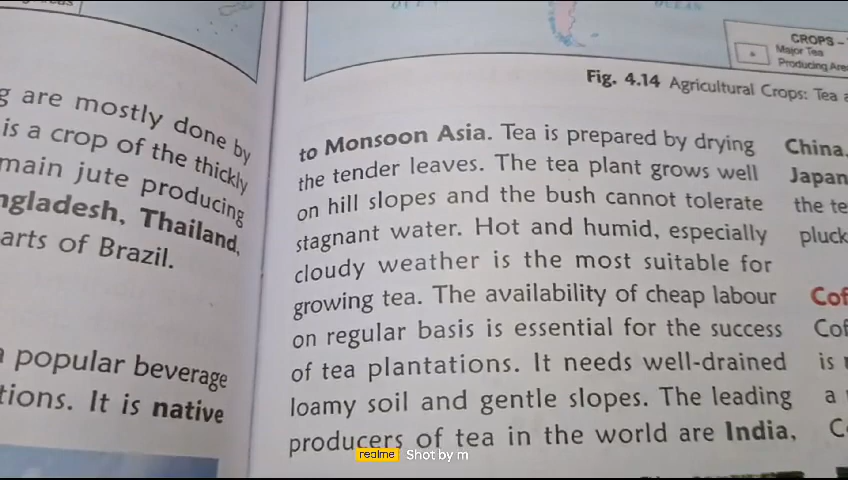 OCEAN
CROPS –
Major Tea
Producing Are
Fig. 4.14 Agricultural Crops: Tea a
g are mostly done by
is a crop of the thickly
main jute producing
ngladesh, Thailand,
arts of Brazil.
a popular beverage
tions. It is native
to Monsoon Asia. Tea is prepared by drying
the tender leaves. The tea plant grows well
on hill slopes and the bush cannot tolerate
stagnant water. Hot and humid, especially
cloudy weather is the most suitable for
growing tea. The availability of cheap labour
on regular basis is essential for the success
of tea plantations. It needs well-drained
loamy soil and gentle slopes. The leading
producers of tea in the world are India,
China,
Japan
the te
pluck
Cof
Cof
is
a
C
realme Shot by m